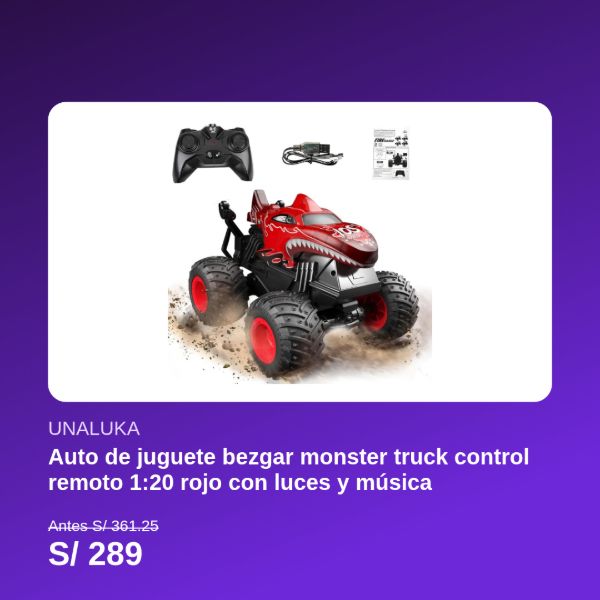 UNALUKA
Auto de juguete bezgar monster truck control
remoto 1:20 rojo con luces y música
Antes S/ 361.25
S/ 289